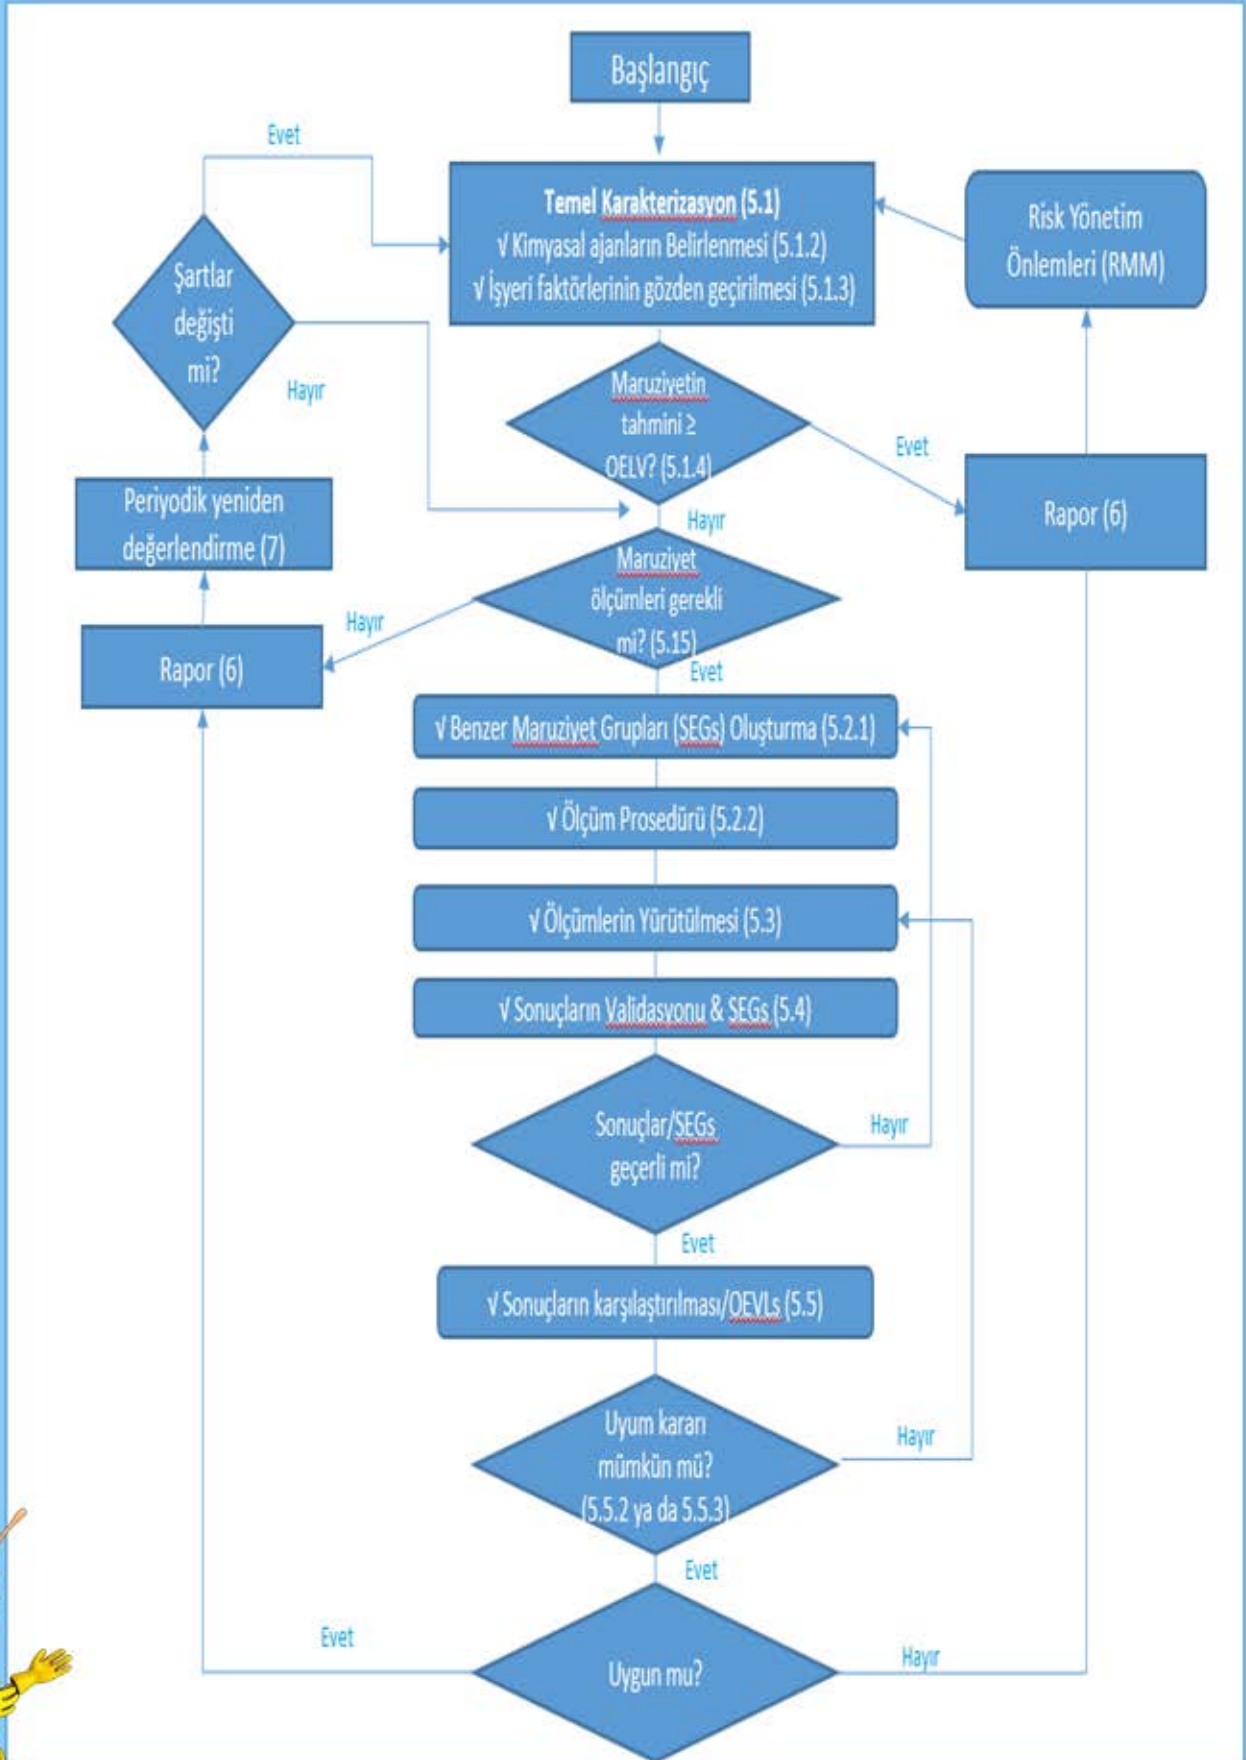 Başlangıç
Evet
Temel Karakterizasyon (5.1)
√ Kimyasal ajanların Belirlenmesi (5.1.2)
√ İşyeri faktörlerinin gözden geçirilmesi (5.1.3)
Risk Yönetim
Önlemleri (RMM)
Şartlar
değişti
mi?
Hayır
Maruziyetin
tahmini ≥
OELV? (5.1.4)
Evet
Hayır
Rapor (6)
Periyodik yeniden
değerlendirme (7)
Maruziyet
ölçümleri gerekli
mi? (5.15)
Hayır
Evet
Rapor (6)
√ Benzer Maruziyet Grupları (SEGs) Oluşturma (5.2.1)
√ Ölçüm Prosedürü (5.2.2)
√ Ölçümlerin Yürütülmesi (5.3)
√ Sonuçların Validasyonu & SEGs (5.4)
Sonuçlar/SEGs
geçerli mi?
Hayır
Evet
√ Sonuçların karşılaştırılması/OEVLs (5.5)
Uyum kararı
mümkün mü?
(5.5.2 ya da 5.5.3)
Hayır
Evet
Evet
Uygun mu?
Hayır